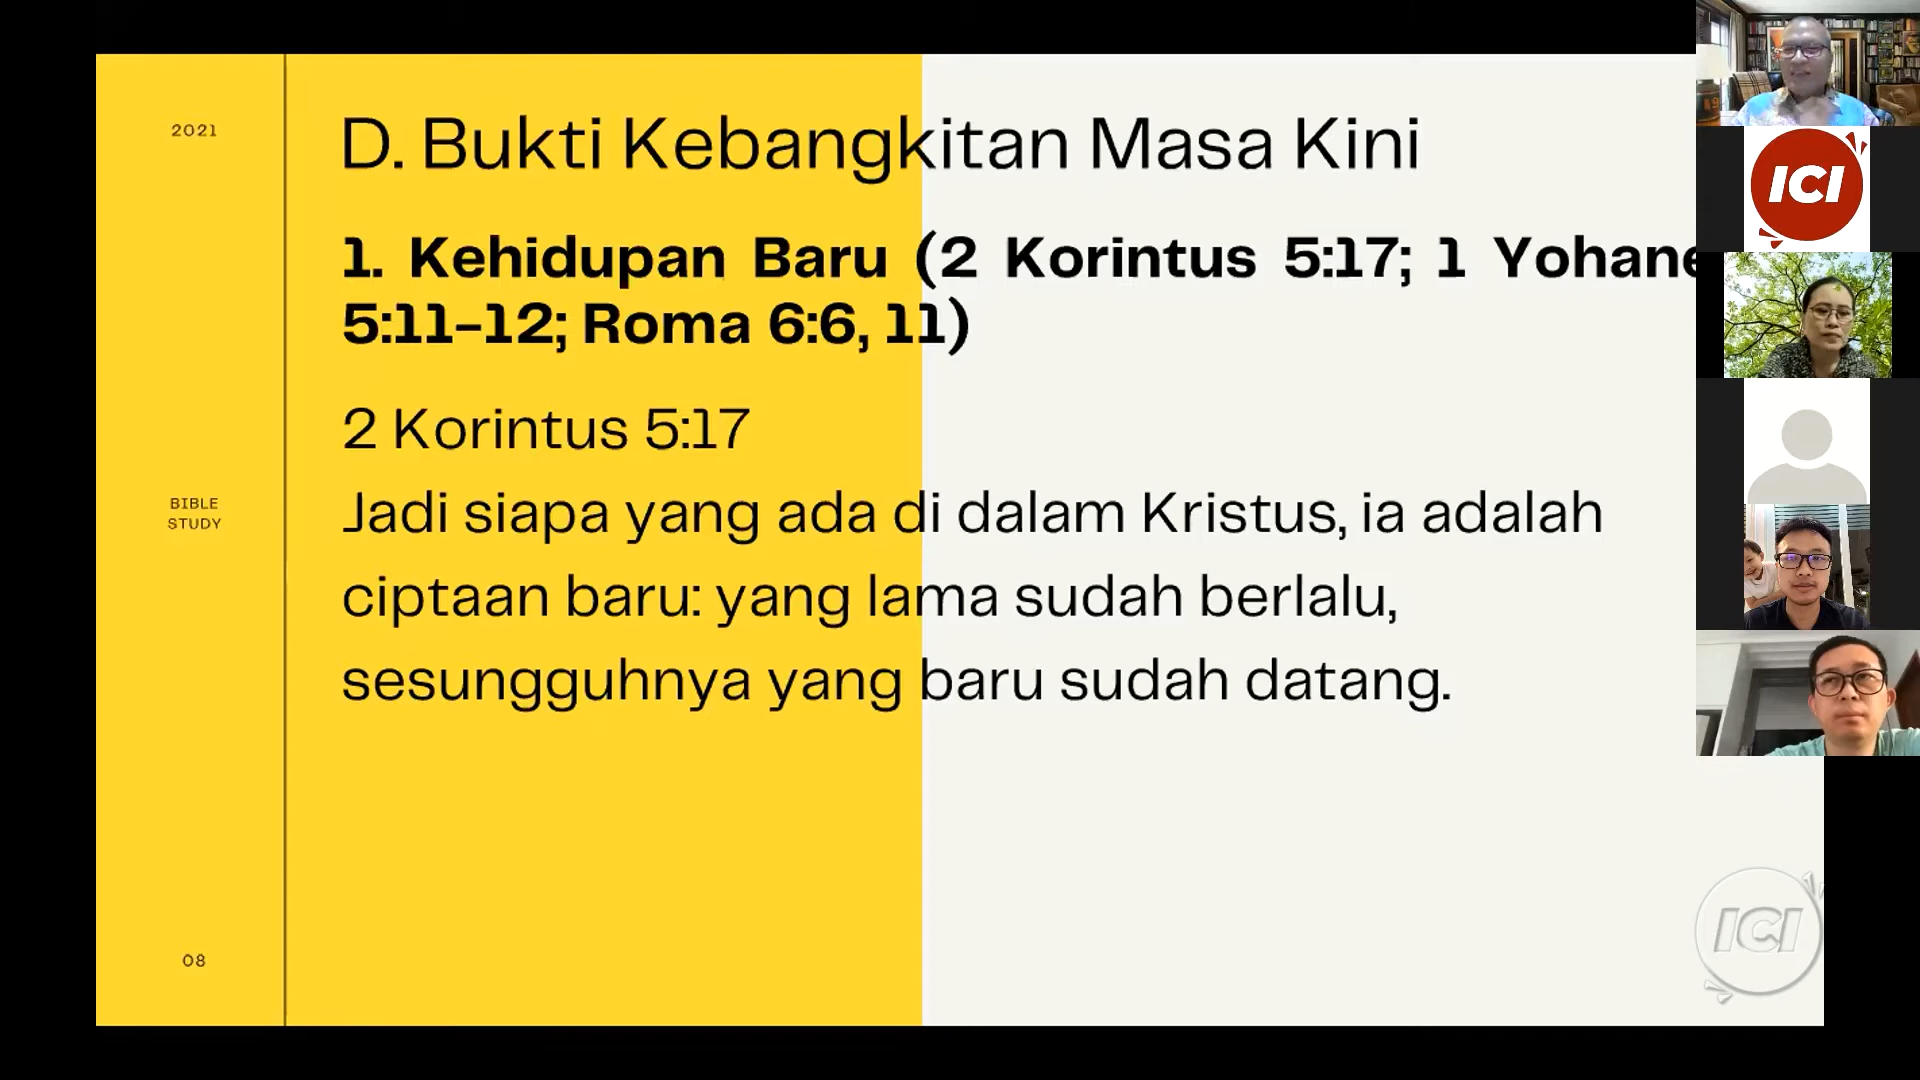 2021
D. Bukti Kebangkitan Masa Kini
1. Kehidupan Baru (2 Korintus 5:17; 1 Yohane
5:11-12; Roma 6:6, 11)
2 Korintus 5:17
Jadi siapa yang ada di dalam Kristus, ia adalah
ciptaan baru: yang lama sudah berlalu,
sesungguhnya yang baru sudah datang.
BIBLE
STUDY
08
ICI
ICI